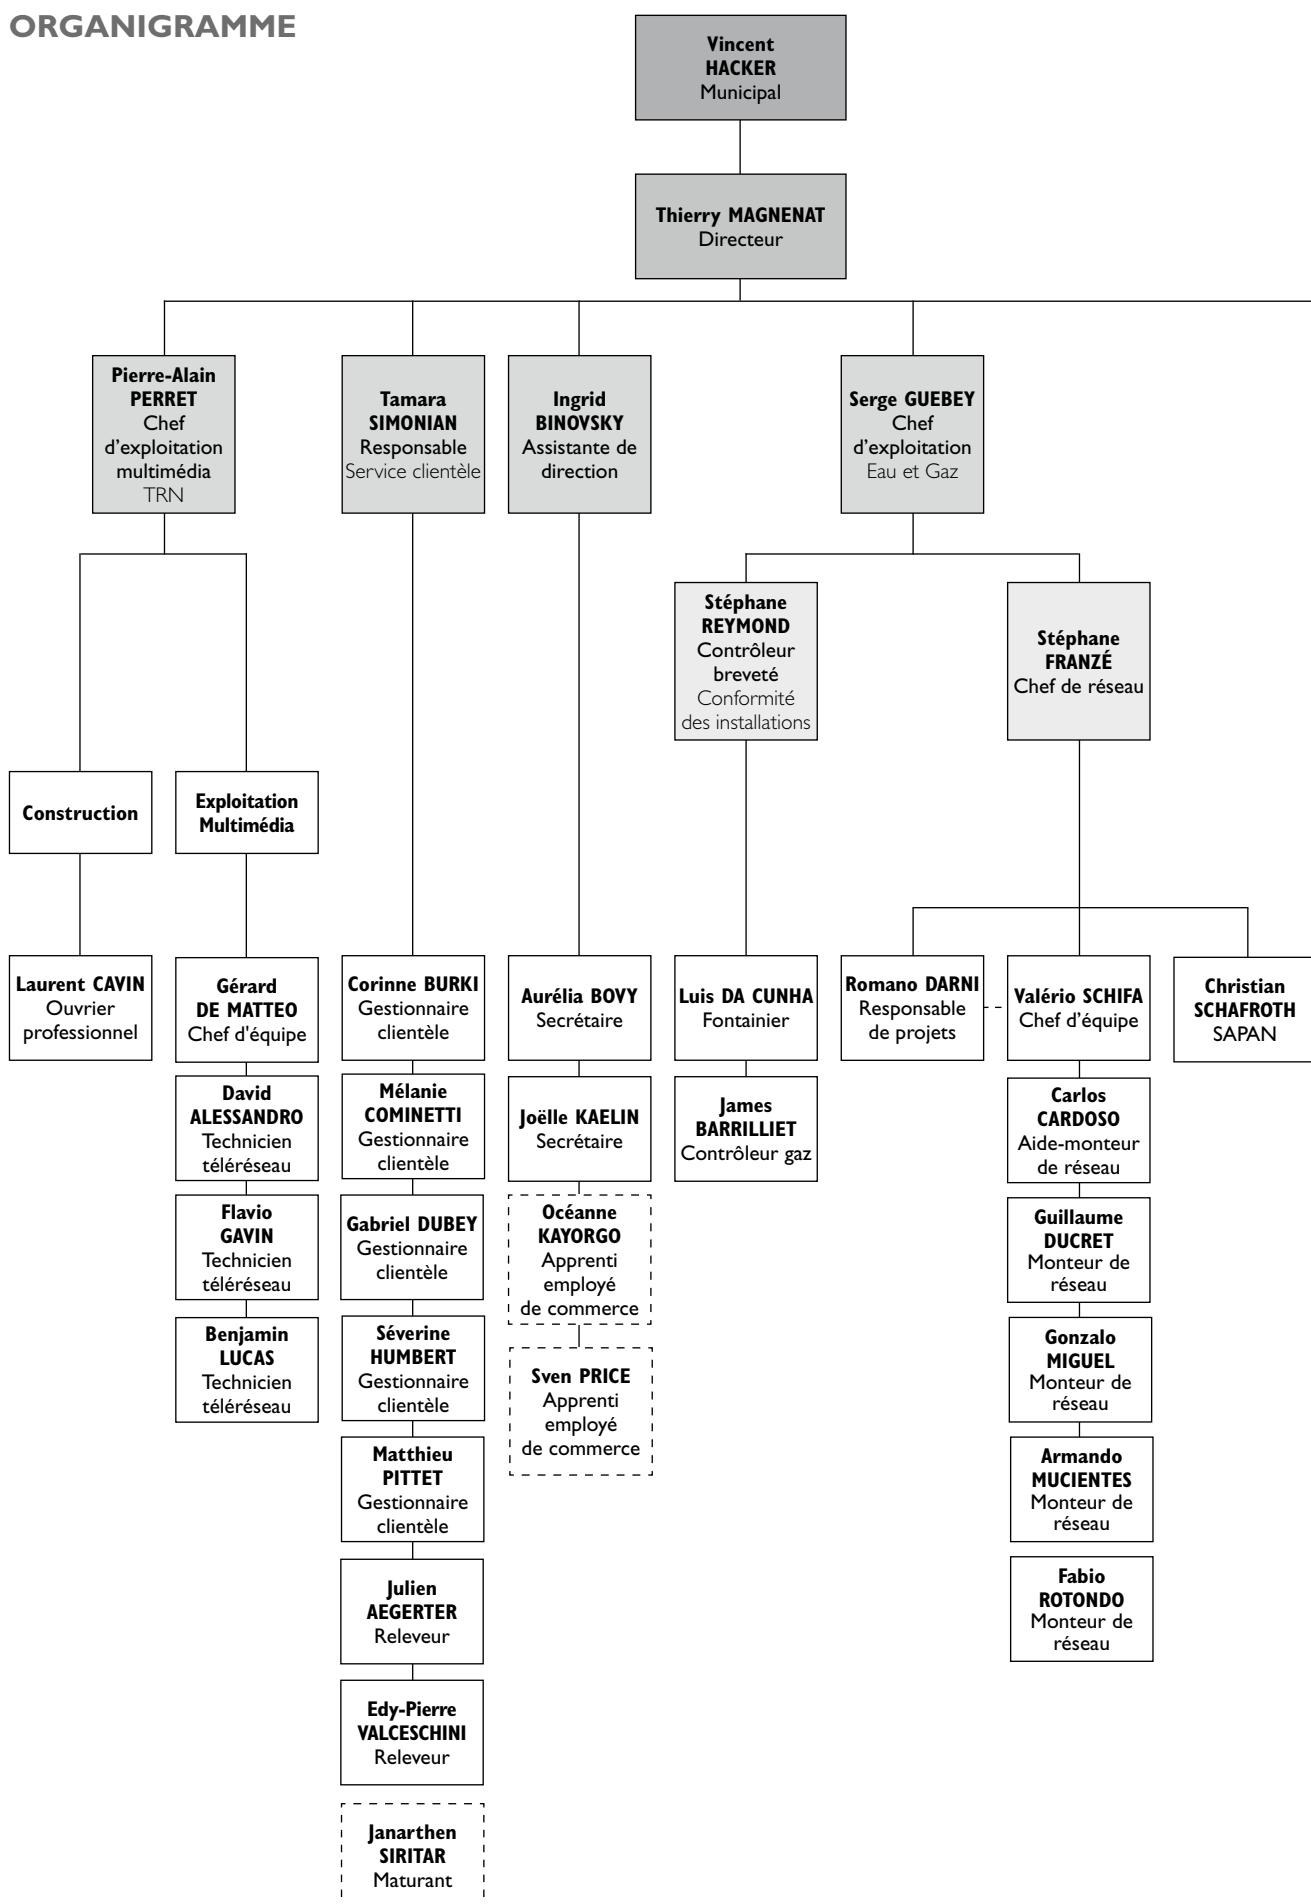 ORGANIGRAMME
Vincent
HACKER
Municipal
Thierry MAGNENAT
Directeur
Pierre-Alain
PERRET
Chef
d’exploitation
multimédia
TRN
Tamara
SIMONIAN
Responsable
Service clientèle
Ingrid
BINOVSKY
Assistante de
direction
Serge GUEBEY
Chef
d’exploitation
Eau et Gaz
Stéphane
REYMOND
Contrôleur
breveté
Conformité
des installations
Stéphane
FRANZÉ
Chef de réseau
Construction
Exploitation
Multimédia
Laurent CAVIN
Ouvrier
professionnel
Gérard
DE MATTEO
Chef d'équipe
David
ALESSANDRO
Technicien
téléréseau
Flavio
GAVIN
Technicien
téléréseau
Benjamin
LUCAS
Technicien
téléréseau
Corinne BURKI
Gestionnaire
clientèle
Mélanie
COMINETTI
Gestionnaire
clientèle
Gabriel DUBEY
Gestionnaire
clientèle
Séverine
HUMBERT
Gestionnaire
clientèle
Matthieu
PITTET
Gestionnaire
clientèle
Julien
AEGERTER
Releveur
Edy-Pierre
VALCESCHINI
Releveur
Janarthen
SIRITAR
Maturant
Aurélia BOVY
Secrétaire
Joëlle KAELIN
Secrétaire
Océanne
KAYORGO
Apprenti
employé
de commerce
Sven PRICE
Apprenti
employé
de commerce
Luis DA CUNHA
Fontainier
James
BARRILLIET
Contrôleur gaz
Romano DARNI
Responsable
de projets
Valério SCHIFA
Chef d’équipe
Carlos
CARDOSO
Aide-monteur
de réseau
Guillaume
DUCRET
Monteur de
réseau
Gonzalo
MIGUEL
Monteur de
réseau
Armando
MUCIENTES
Monteur de
réseau
Fabio
ROTONDO
Monteur de
réseau
Christian
SCHAFROTH
SAPAN